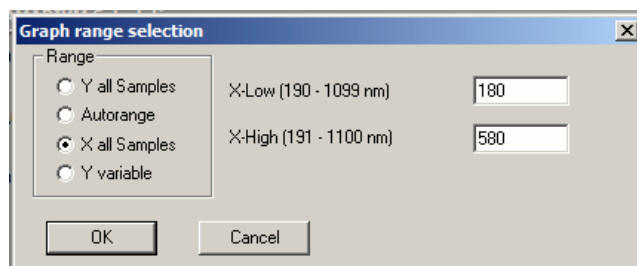 Graph range selection
Range
Y all Samples
Autorange
X all Samples
Y variable
X-Low (190 - 1099 nm)
180
X-High (191 - 1100 nm)
580
OK
Cancel